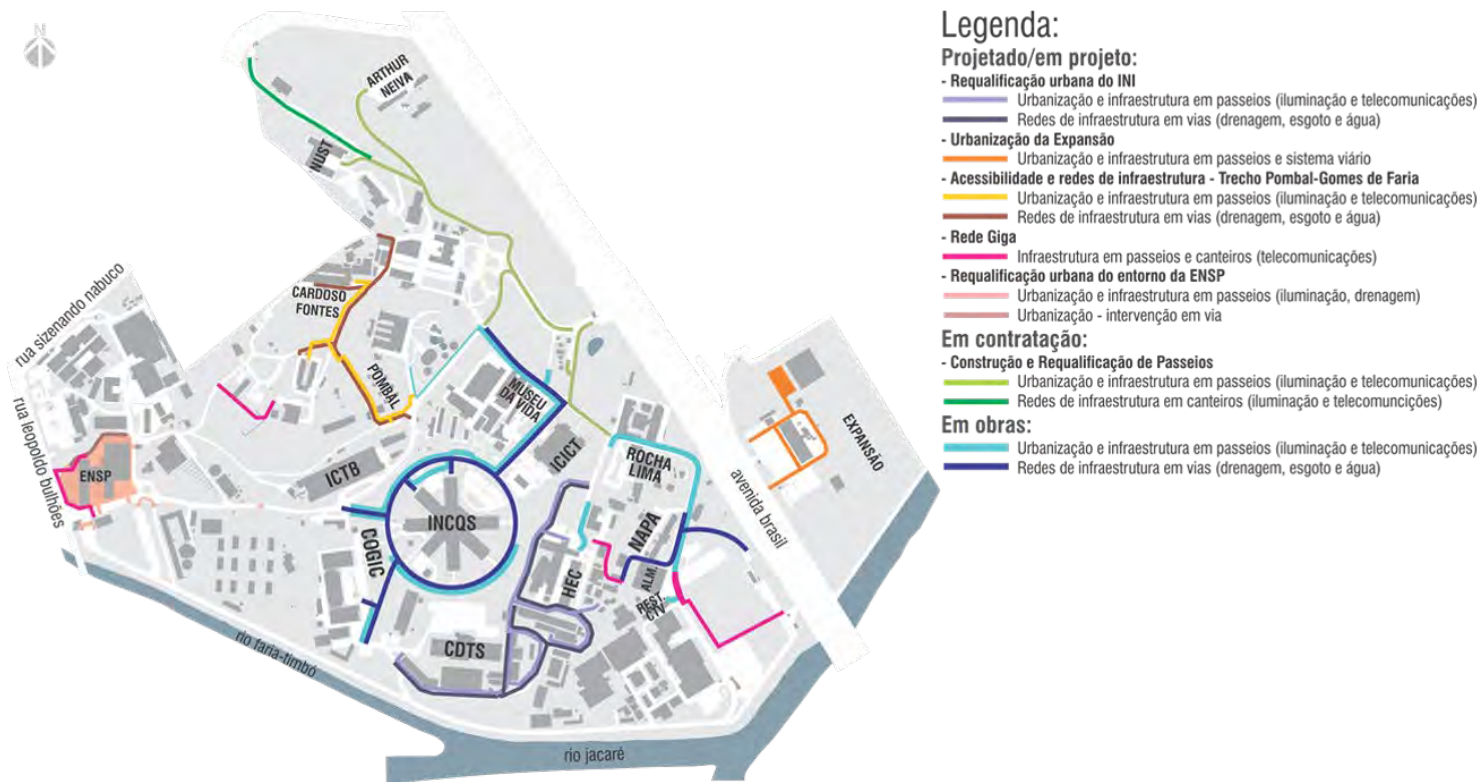 N
ARTHUR
NEIVA
NUST
CARDOSO
FONTES
rua sizenando nabuco
rua leopoldo bulhões
ENSP
POMBAL
MUSEU
DA VIDA
ICTB
ICICT
ROCHA
LIMA
EXPANSÃO
avenida brasil
INCQS
COGIC
NAPA
HEC
ALM.
REST.
CTV
CDTS
rio faria-timbó
rio jacaré
Legenda:
Projetado/em projeto:
- Requalificação urbana do INI
Urbanização e infraestrutura em passeios (iluminação e telecomunicações)
Redes de infraestrutura em vias (drenagem, esgoto e água)
- Urbanização da Expansão
Urbanização e infraestrutura em passeios e sistema viário
- Acessibilidade e redes de infraestrutura - Trecho Pombal-Gomes de Faria
Urbanização e infraestrutura em passeios (iluminação e telecomunicações)
Redes de infraestrutura em vias (drenagem, esgoto e água)
- Rede Giga
Infraestrutura em passeios e canteiros (telecomunicações)
- Requalificação urbana do entorno da ENSP
Urbanização e infraestrutura em passeios (iluminação, drenagem)
Urbanização - intervenção em via
Em contratação:
- Construção e Requalificação de Passeios
Urbanização e infraestrutura em passeios (iluminação e telecomunicações)
Redes de infraestrutura em canteiros (iluminação e telecomuncições)
Em obras:
Urbanização e infraestrutura em passeios (iluminação e telecomunicações)
Redes de infraestrutura em vias (drenagem, esgoto e água)